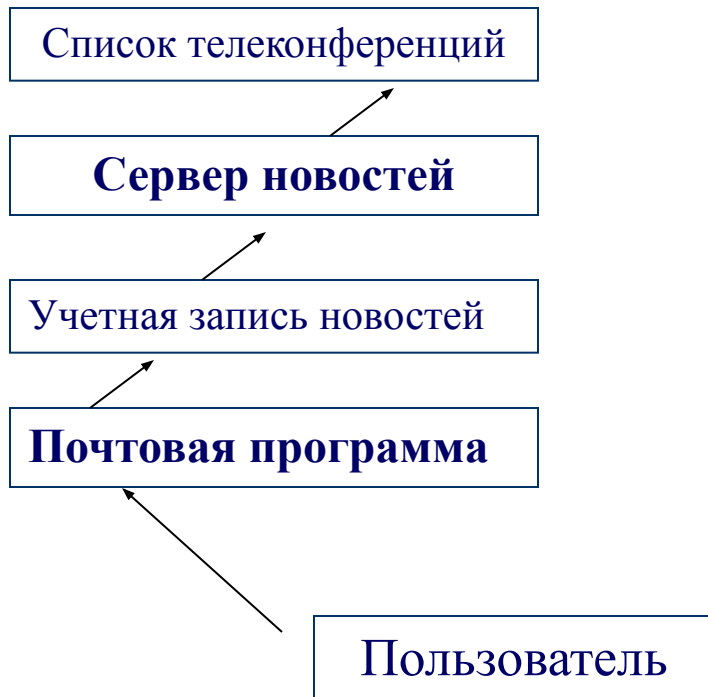 Список телеконференций
Сервер новостей
Учетная запись новостей
Почтовая программа
Пользователь